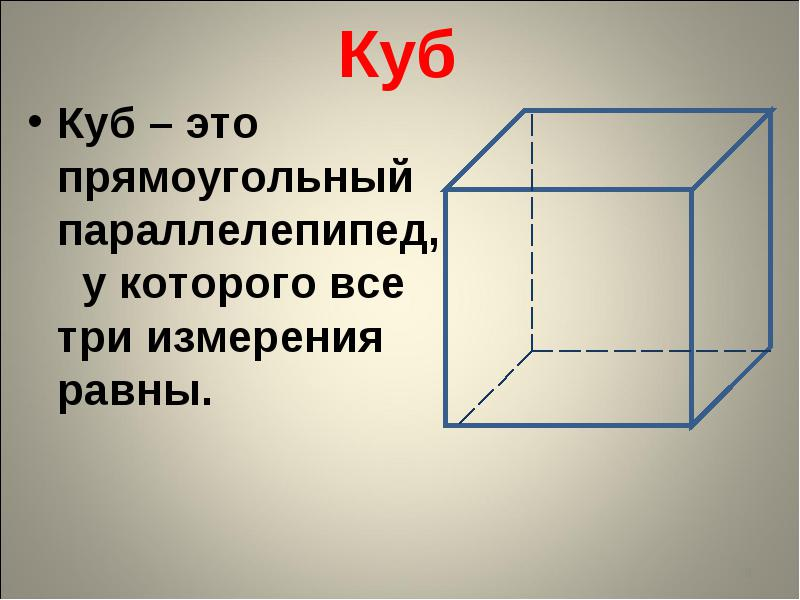 Куб
• Куб – это
прямоугольный
параллелепипед,
у которого все
три измерения
равны.